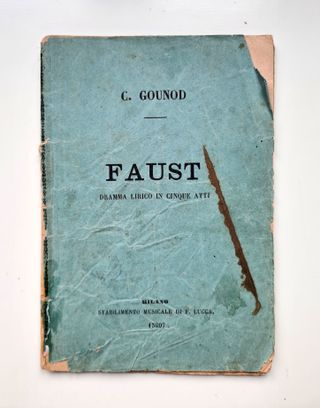 C. GOUNOD
FAUST
DRAMMA LIRICO IN CINQUE ATTI
MILANO
STABILIMENTO MUSICALE DI F. LUCCA.